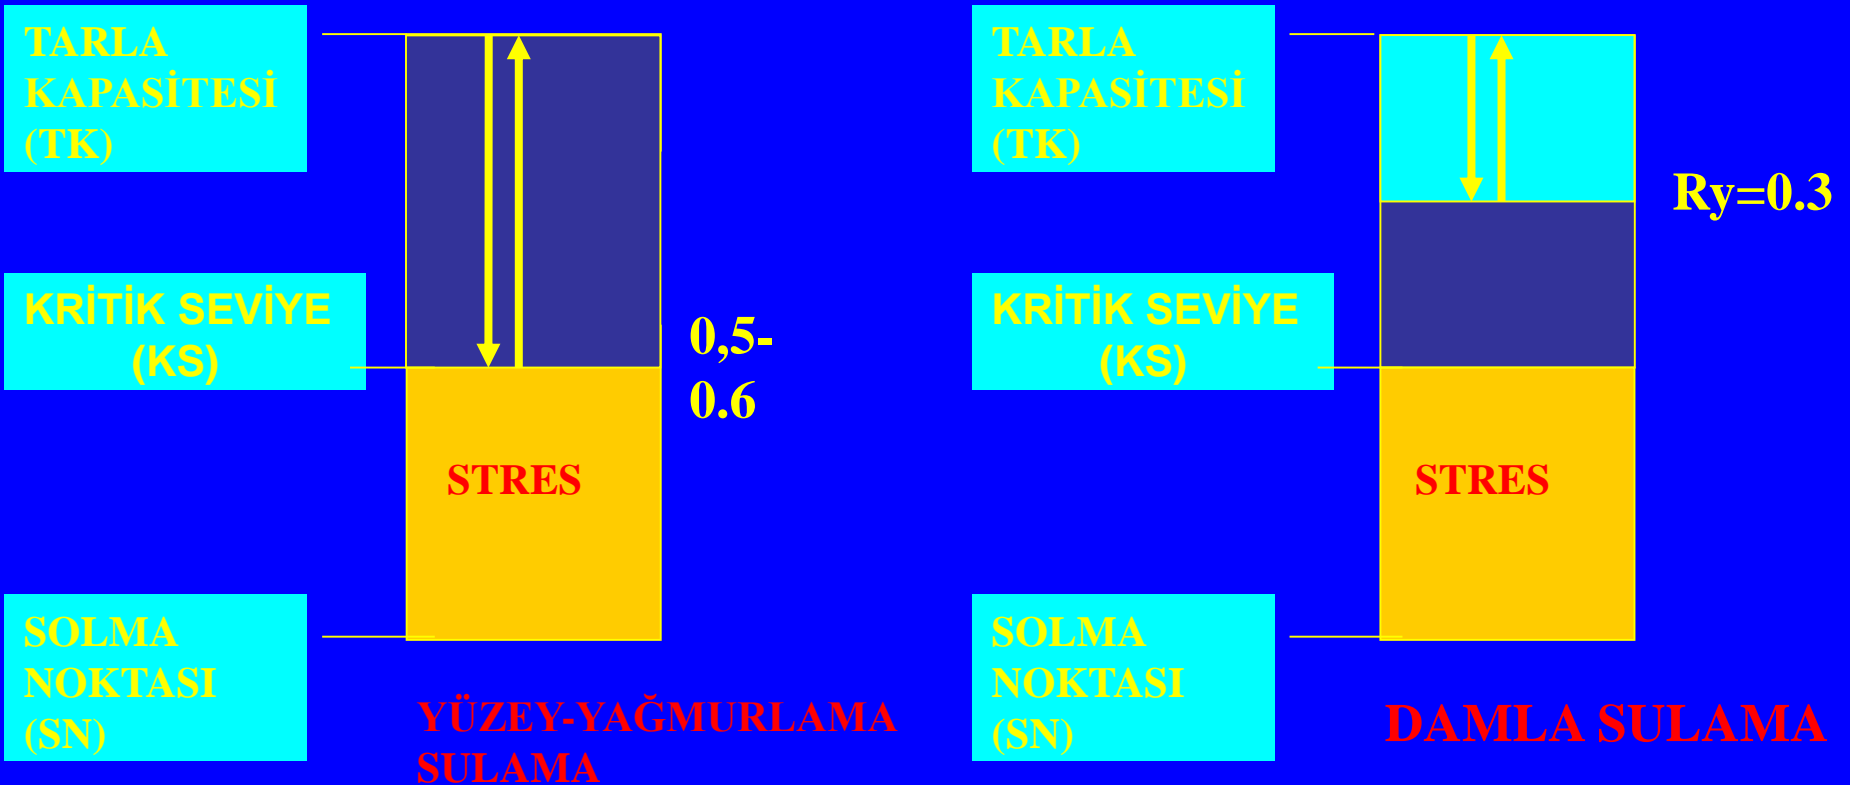 TARLA
KAPASİTESİ
(TK)
KRİTİK SEVİYE
(KS)
0,5-
0.6
STRES
SOLMA
NOKTASI
(SN)
YÜZEY-YAĞMURLAMA
SULAMA
TARLA
KAPASİTESİ
(TK)
Ry=0.3
KRİTİK SEVİYE
(KS)
STRES
SOLMA
NOKTASI
(SN)
DAMLA SULAMA